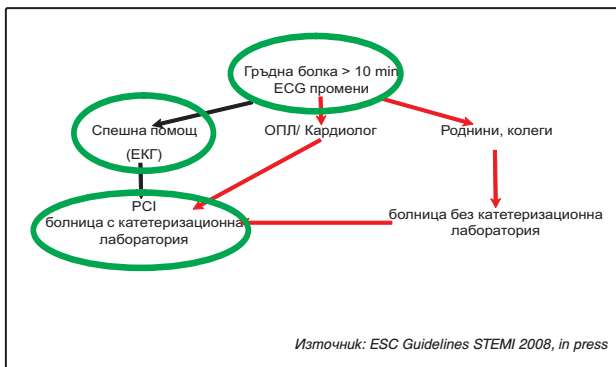 Гръдна болка > 10 min
ECG промени
Спешна помощ
(ЕКГ)
ОПЛ/ Кардиолог
Роднини, колеги
PCI
болница с катетеризационна
лаборатория
болница без катетеризационна
лаборатория
Източник: ESC Guidelines STEMI 2008, in press